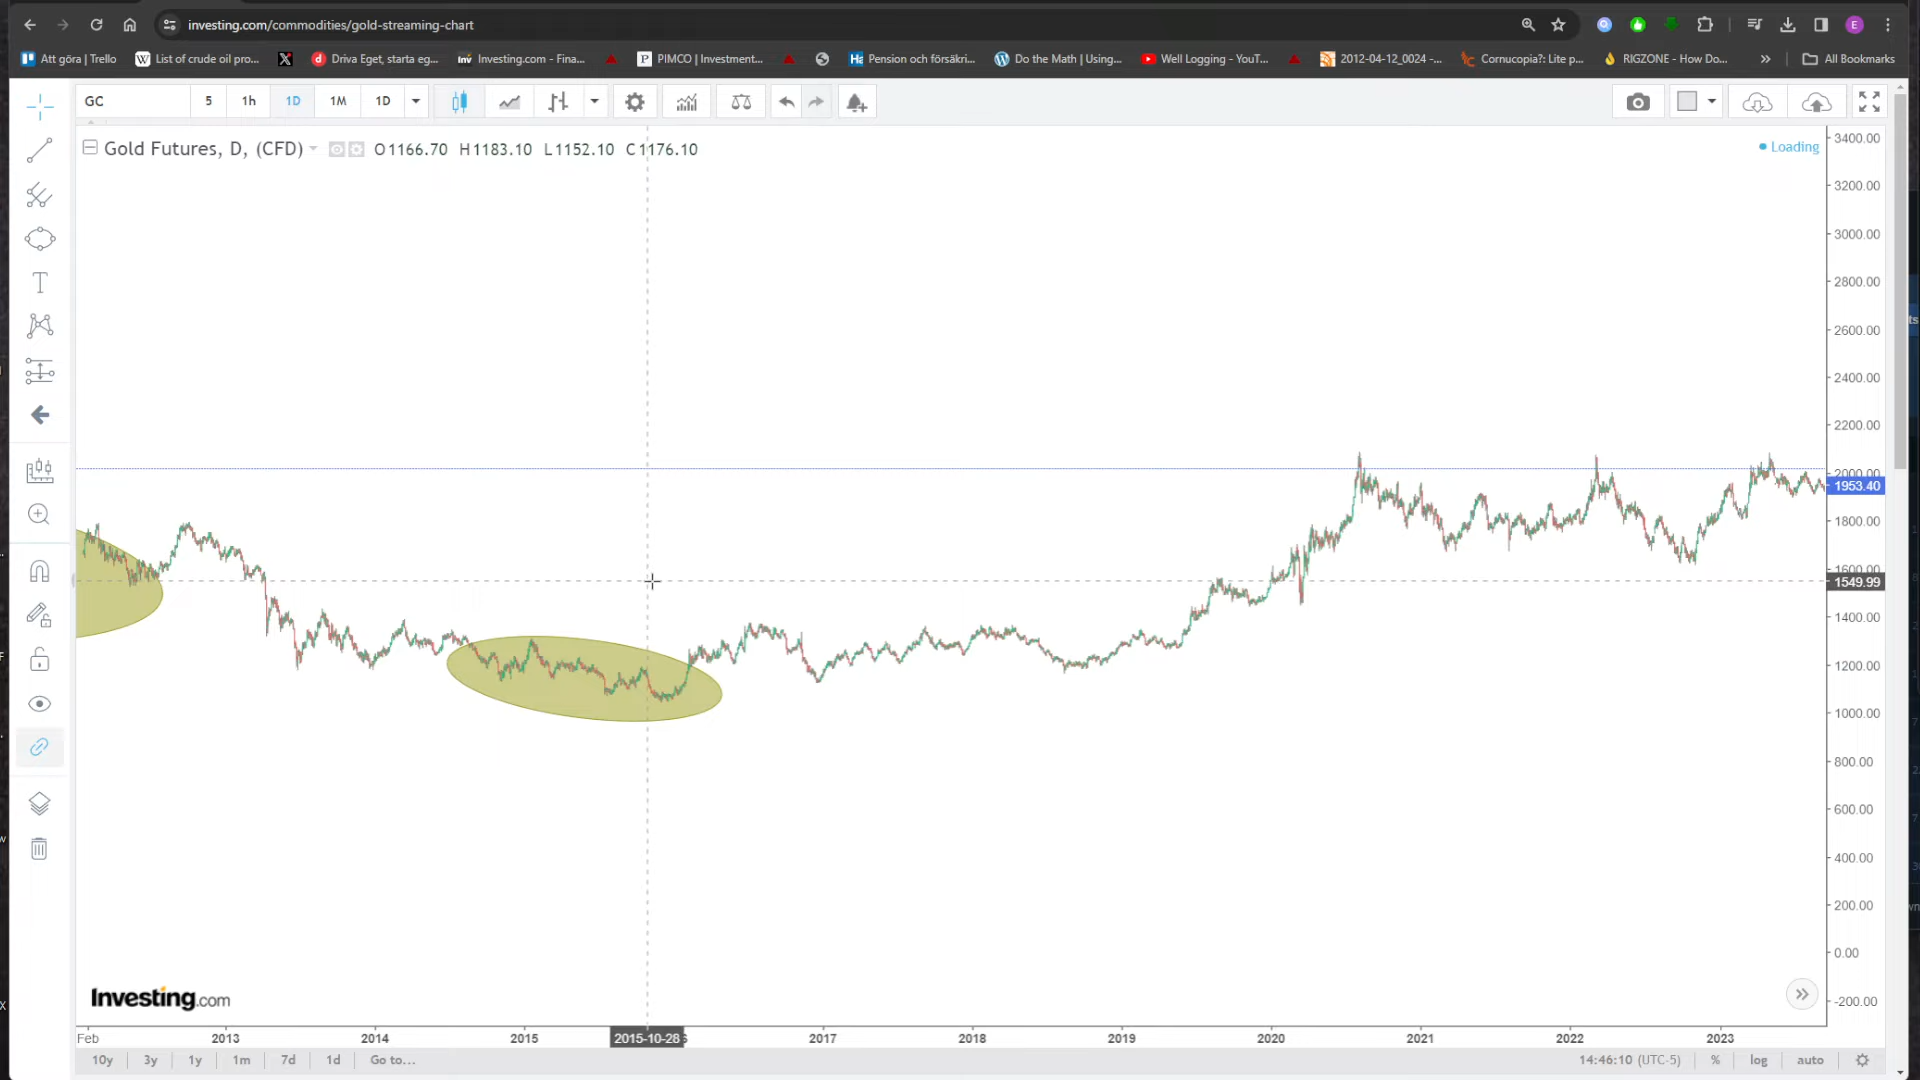 investing.com/commodities/gold-streaming-chart
E
Att göra | Trello
List of crude oil pro...
Driva Eget, starta eg...
Investing.com - Fina...
PIMCO | Investment...
Pension och försäkri...
Do the Math | Using...
Well Logging - YouT...
2012-04-12_0024 -...
Cornucopia?: Lite p...
RIGZONE - How Do...
All Bookmarks
GC
5
1h
1D
1M
1D
Gold Futures, D, (CFD)
O1166.70 H1183.10 L1152.10 C1176.10
Loading
3400.00
3200.00
3000.00
2800.00
2600.00
2400.00
2200.00
2000.00
1953.40
1800.00
1600.00
1549.99
1400.00
1200.00
1000.00
800.00
600.00
400.00
200.00
0.00
-200.00
Investing.com
Feb 2013 2014 2015 2015-10-28 2017 2018 2019 2020 2021 2022 2023
10y 3y 1y 1m 7d 1d Go to...
14:46:10 (UTC-5) % log auto